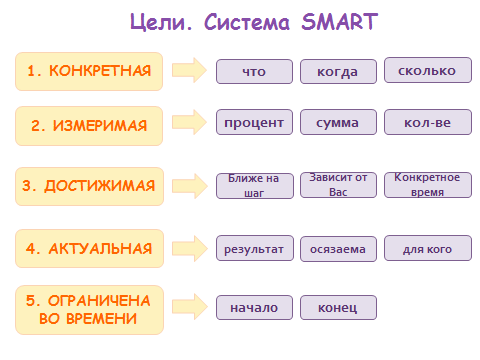 Цели. Система SMART
1. КОНКРЕТНАЯ
что
когда
сколько
2. ИЗМЕРИМАЯ
процент
сумма
кол-ве
3. ДОСТИЖИМАЯ
Ближе на
шаг
Зависит от
Вас
Конкретное
время
4. АКТУАЛЬНАЯ
результат
осязаема
для кого
5. ОГРАНИЧЕНА
ВО ВРЕМЕНИ
начало
конец